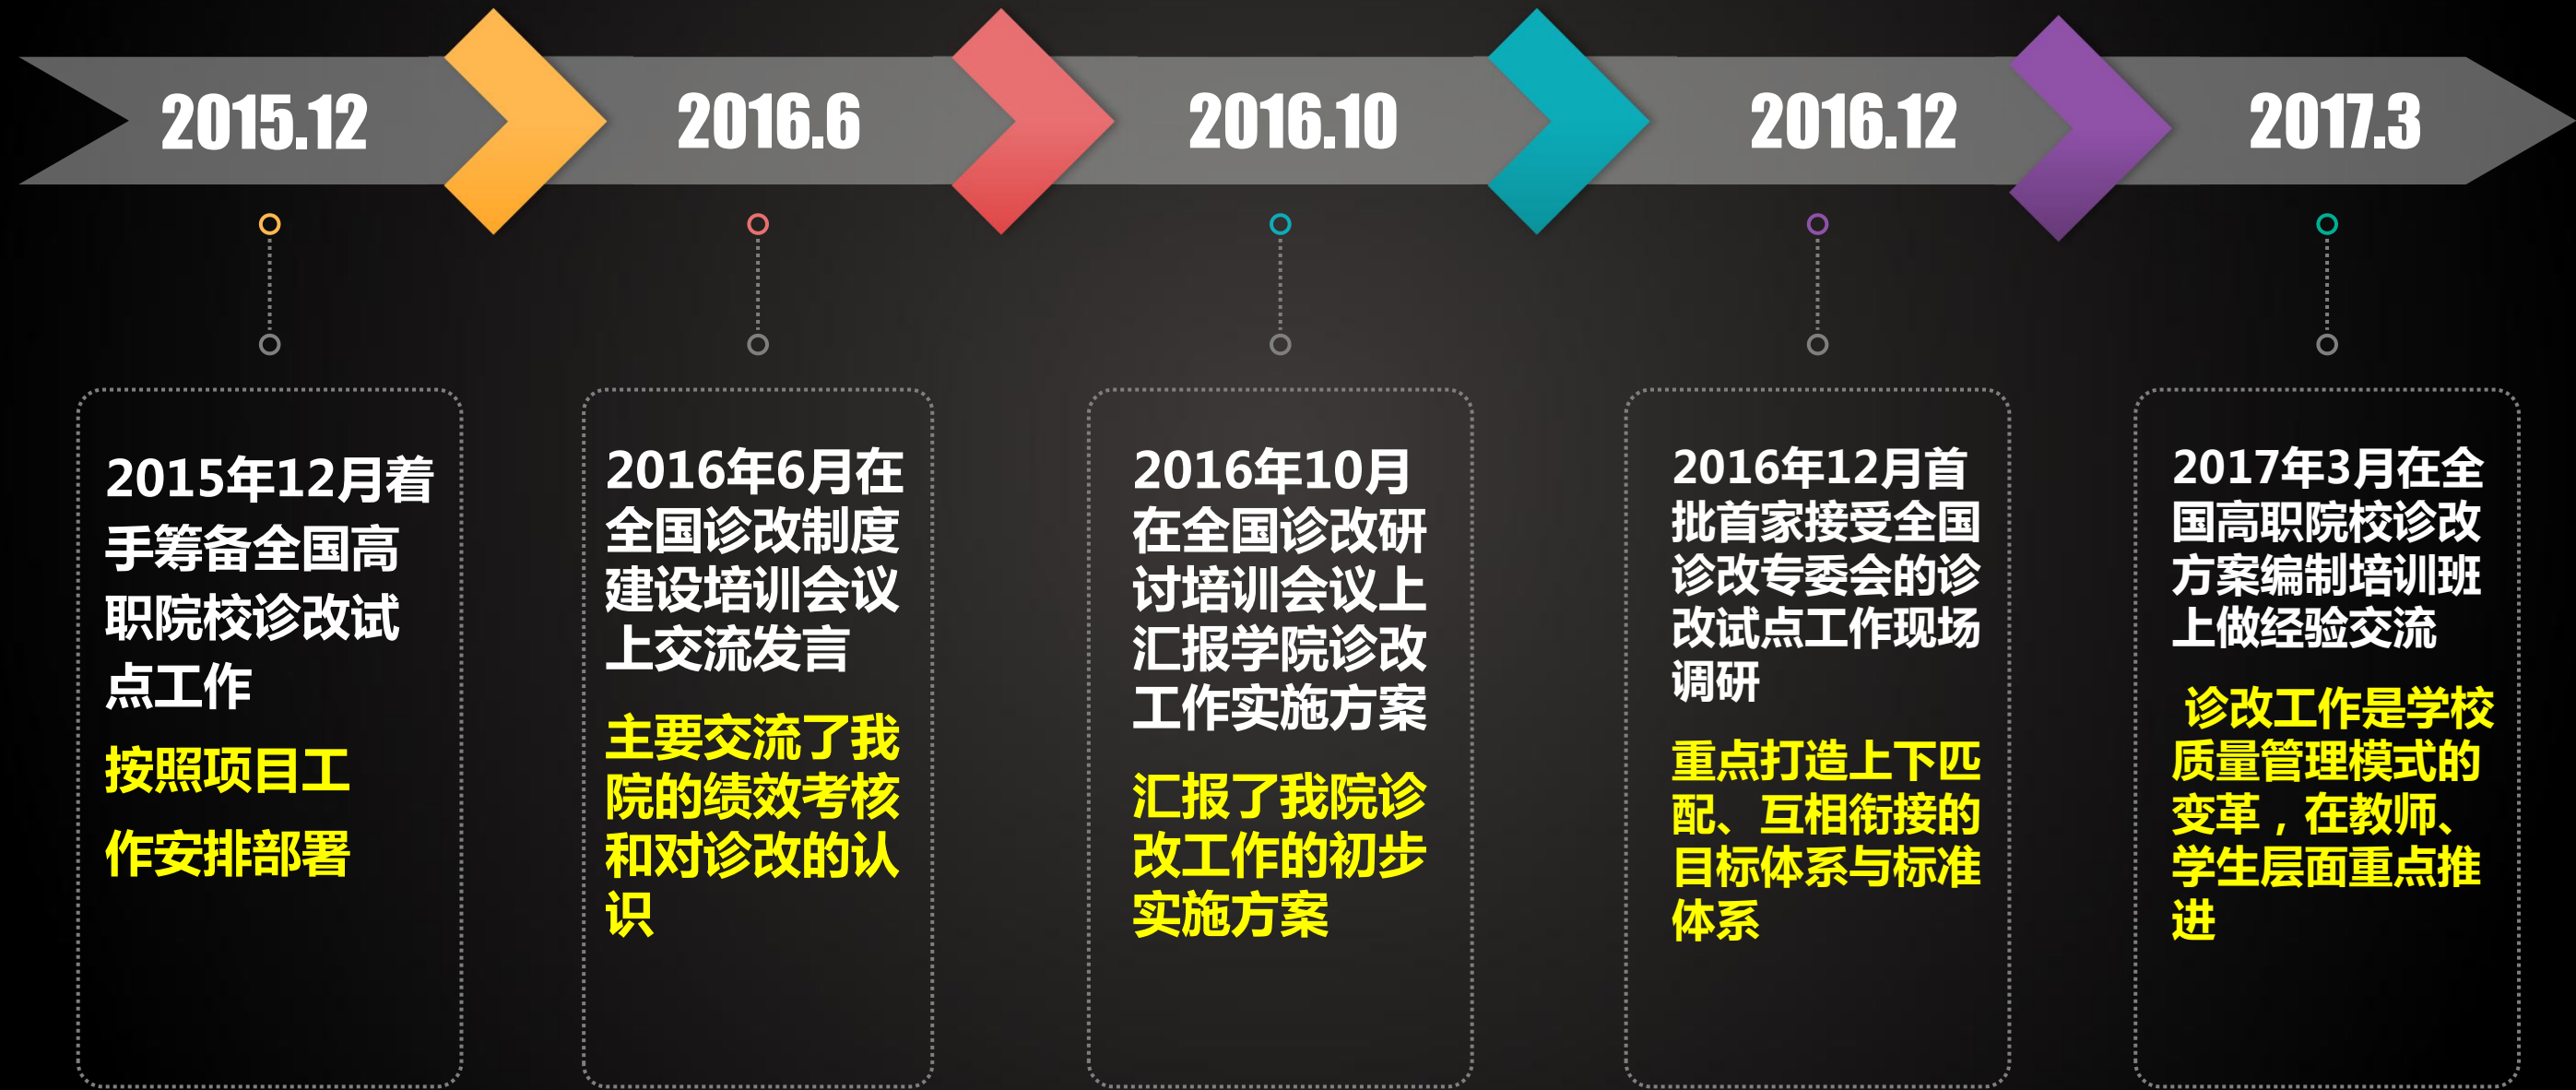 2015.12
2016.6
2016.10
2016.12
2017.3
2015年12月着
手筹备全国高
职院校诊改试
点工作
按照项目工
作安排部署
2016年6月在
全国诊改制度
建设培训会议
上交流发言
主要交流了我
院的绩效考核
和对诊改的认
识
2016年10月
在全国诊改研
讨培训会议上
汇报学院诊改
工作实施方案
汇报了我院诊
改工作的初步
实施方案
2016年12月首
批首家接受全国
诊改专委会的诊
改试点工作现场
调研
重点打造上下匹
配、互相衔接的
目标体系与标准
体系
2017年3月在全
国高职院校诊改
方案编制培训班
上做经验交流
诊改工作是学校
质量管理模式的
变革，在教师、
学生层面重点推
进